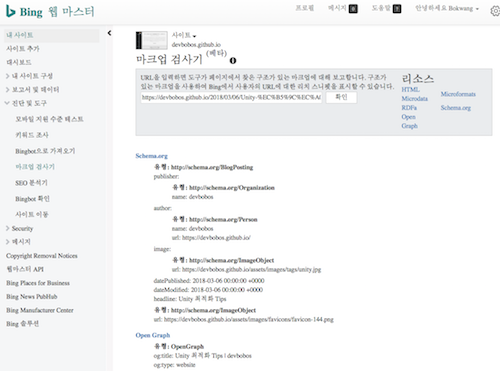 Bing 웹 마스터
프로필 메시지 0 도움말 ? 안녕하세요 Bokwang
내 사이트
사이트 추가
대시보드
내 사이트 구성
보고서 및 데이터
진단 및 도구
모바일 지원 수준 테스트
키워드 조사
Bingbot으로 가져오기
마크업 검사기
SEO 분석기
Bingbot 확인
사이트 이동
Security
메시지
Copyright Removal Notices
웹마스터 API
Bing Places for Business
Bing News PubHub
Bing Manufacturer Center
Bing 솔루션
사이트
devbobos.github.io
마크업 검사기 (베타)
URL을 입력하면 도구가 페이지에서 찾은 구조가 있는 마크업에 대해 보고합니다. 구조가
있는 마크업을 사용하여 Bing에서 사용자의 URL에 대한 리치 스니펫을 표시할 수 있습니다.
https://devbobos.github.io/2018/03/06/Unity-%EC%B5%9C%EC%A 확인
리소스
HTML
Microdata
RDFs
Open
Graph
Microformats
Schema.org
Schema.org
유형: http://schema.org/BlogPosting
publisher:
유형: http://schema.org/Organization
name: devbobos
author:
유형: http://schema.org/Person
name: devbobos
url: https://devbobos.github.io/
image:
유형: http://schema.org/ImageObject
url: https://devbobos.github.io/assets/images/tags/unity.jpg
datePublished: 2018-03-06 00:00:00 +0000
dateModified: 2018-03-06 00:00:00 +0000
headline: Unity 최적화 Tips
유형: http://schema.org/ImageObject
url: https://devbobos.github.io/assets/images/favicons/favicon-144.png
Open Graph
유형: OpenGraph
og:title: Unity 최적화 Tips | devbobos
og:type: website